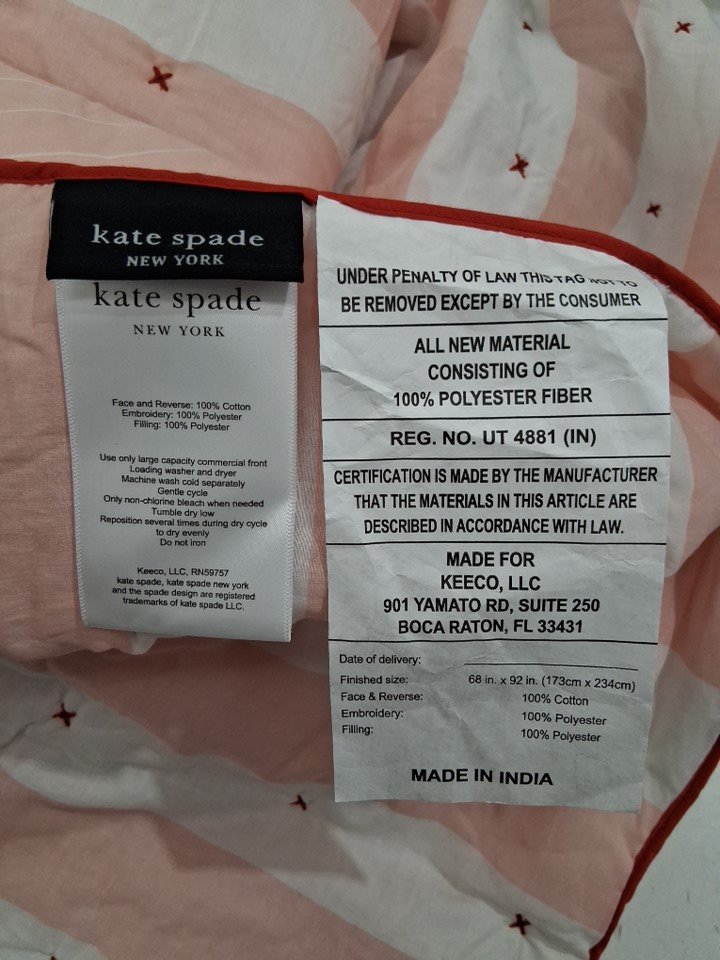 kate spade
NEW YORK
kate spade
NEW YORK
Face and Reverse: 100% Cotton
Embroidery: 100% Polyester
Filling: 100% Polyester
Use only large capacity commercial front
Loading washer and dryer
Machine wash cold separately
Gentle cycle
Only non-chlorine bleach when needed
Tumble dry low
Reposition several times during dry cycle
to dry evenly
Do not iron
Keeco, LLC, RN59757
kate spade, kate spade new york
and the spade design are registered
trademarks of kate spade LLC.
UNDER PENALTY OF LAW THIS TAG NOT TO
BE REMOVED EXCEPT BY THE CONSUMER
ALL NEW MATERIAL
CONSISTING OF
100% POLYESTER FIBER
REG. NO. UT 4881 (IN)
CERTIFICATION IS MADE BY THE MANUFACTURER
THAT THE MATERIALS IN THIS ARTICLE ARE
DESCRIBED IN ACCORDANCE WITH LAW.
MADE FOR
KEECO, LLC
901 YAMATO RD, SUITE 250
BOCA RATON, FL 33431
Date of delivery:
Finished size: 68 in. x 92 in. (173cm x 234cm)
Face & Reverse: 100% Cotton
Embroidery: 100% Polyester
Filling: 100% Polyester
MADE IN INDIA